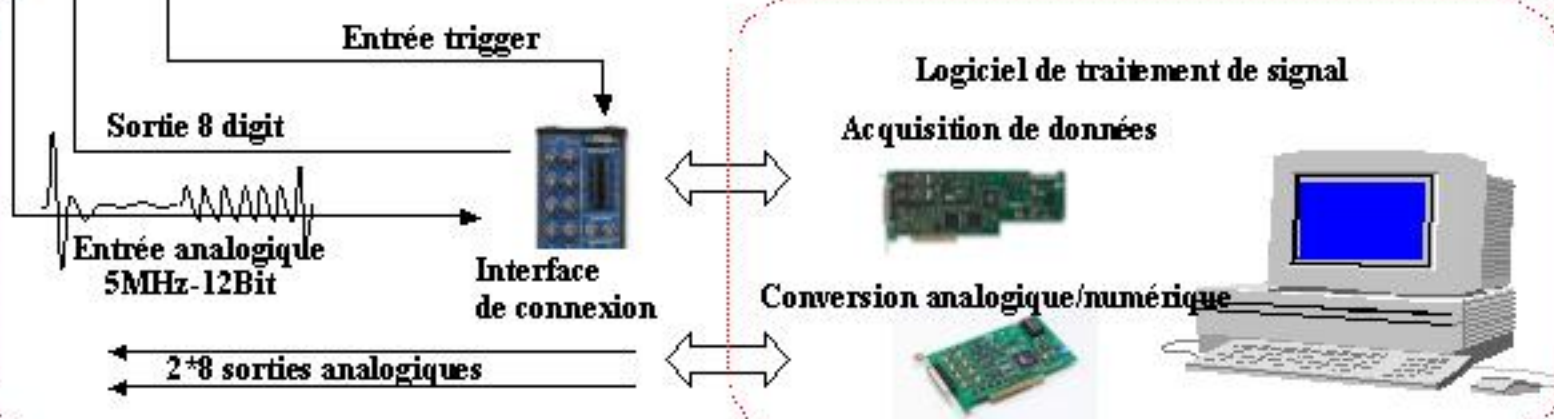 Entrée trigger
Logiciel de traitement de signal
Sortie 8 digit
Acquisition de données
Entrée analogique
5MHz-12Bit
Interface
de connexion
Conversion analogique/numérique
2*8 sorties analogiques